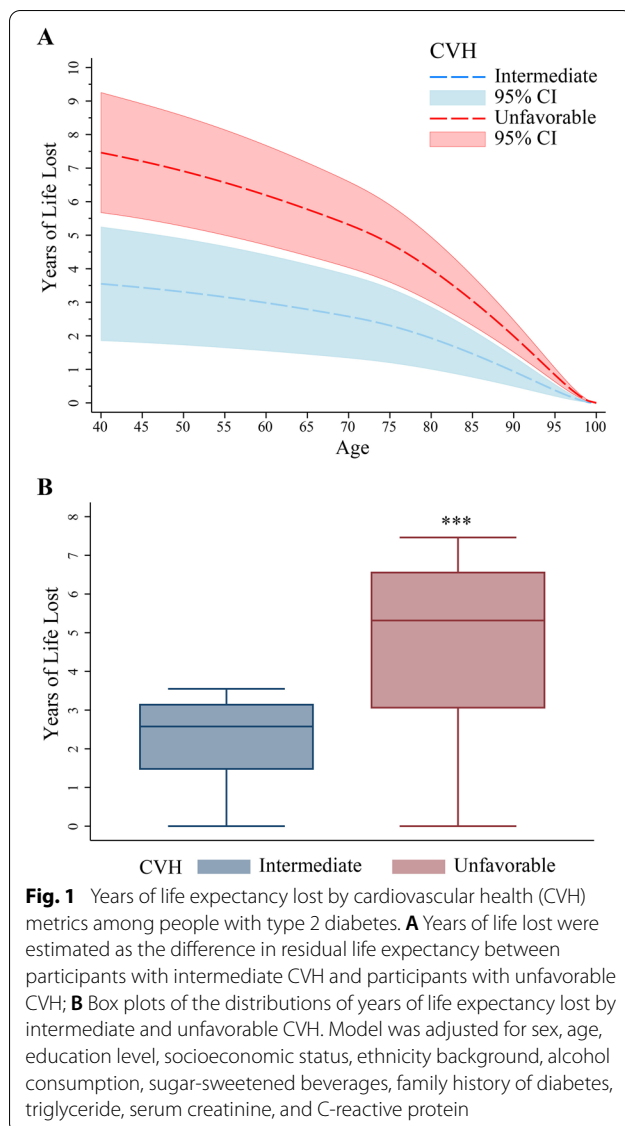 A
CVH
Intermediate
95% CI
Unfavorable
95% CI
Years of Life Lost
10
9
8
7
6
5
4
3
2
1
0
40 45 50 55 60 65 70 75 80 85 90 95 100
Age
B
***
Years of Life Lost
8
7
6
5
4
3
2
1
0
CVH Intermediate Unfavorable
Fig. 1 Years of life expectancy lost by cardiovascular health (CVH)
metrics among people with type 2 diabetes. A Years of life lost were
estimated as the difference in residual life expectancy between
participants with intermediate CVH and participants with unfavorable
CVH; B Box plots of the distributions of years of life expectancy lost by
intermediate and unfavorable CVH. Model was adjusted for sex, age,
education level, socioeconomic status, ethnicity background, alcohol
consumption, sugar-sweetened beverages, family history of diabetes,
triglyceride, serum creatinine, and C-reactive protein